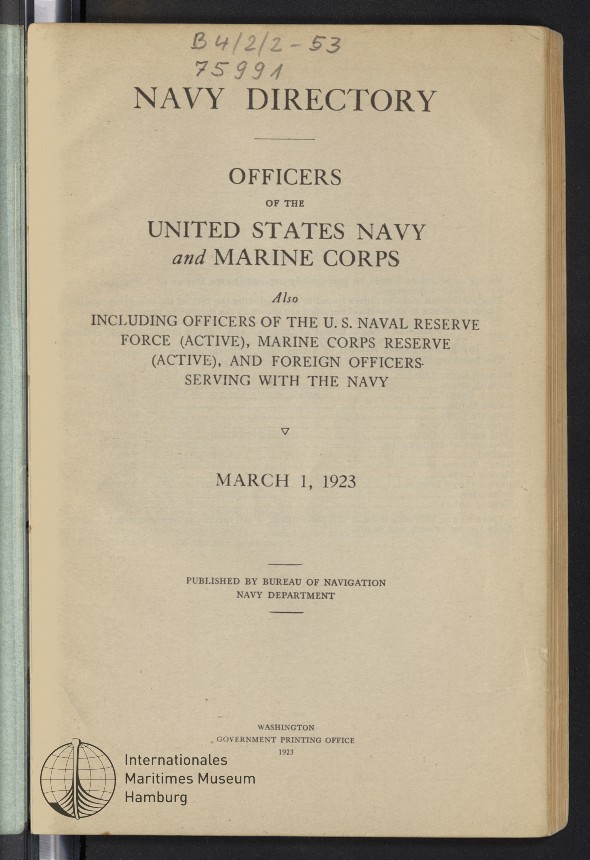 B 4/2/2 - 53
75991
NAVY DIRECTORY
OFFICERS
OF THE
UNITED STATES NAVY
and MARINE CORPS
Also
INCLUDING OFFICERS OF THE U. S. NAVAL RESERVE
FORCE (ACTIVE), MARINE CORPS RESERVE
(ACTIVE), AND FOREIGN OFFICERS
SERVING WITH THE NAVY
MARCH 1, 1923
PUBLISHED BY BUREAU OF NAVIGATION
NAVY DEPARTMENT
WASHINGTON
GOVERNMENT PRINTING OFFICE
1923
Internationales
Maritimes Museum
Hamburg